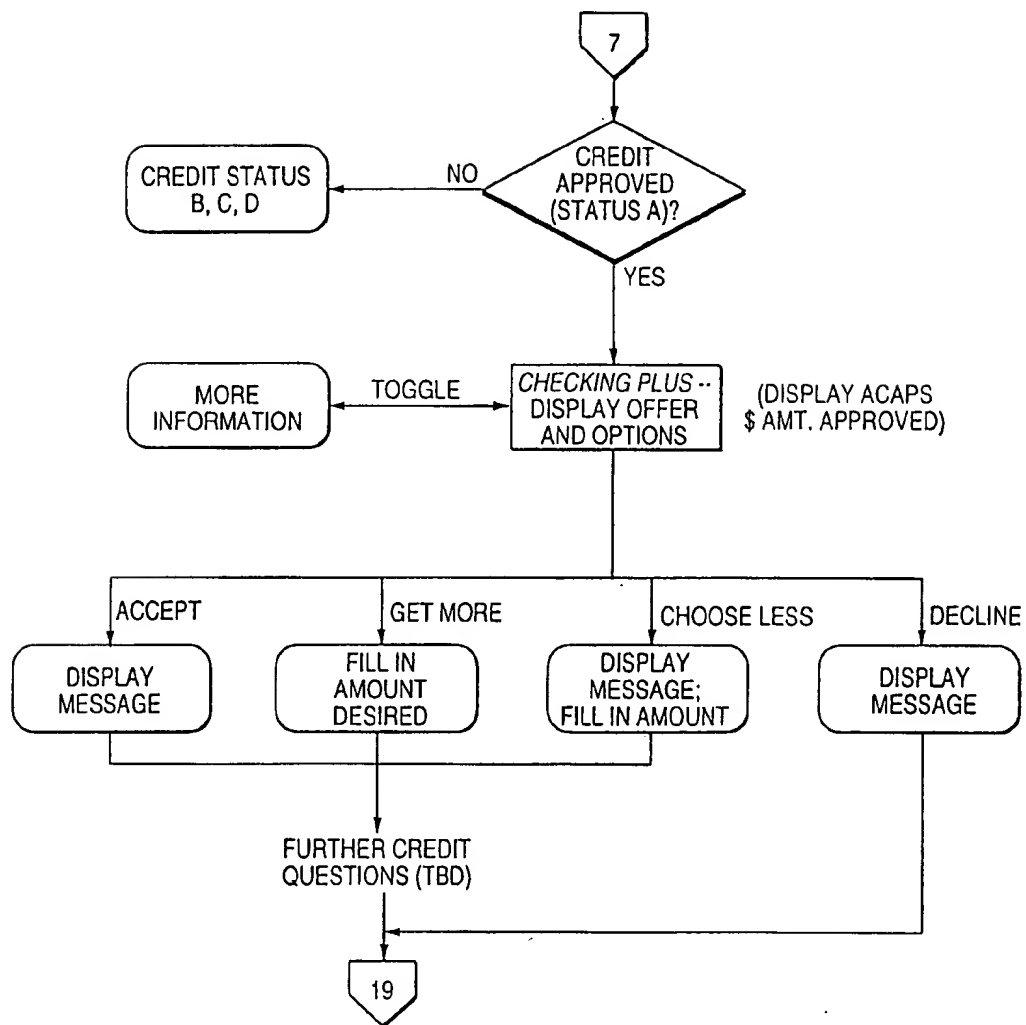 7
CREDIT
APPROVED
(STATUS A)?
NO
CREDIT STATUS
B, C, D
YES
MORE
INFORMATION
TOGGLE
CHECKING PLUS --
DISPLAY OFFER
AND OPTIONS
(DISPLAY ACAPS
$ AMT. APPROVED)
ACCEPT
GET MORE
CHOOSE LESS
DECLINE
DISPLAY
MESSAGE
FILL IN
AMOUNT
DESIRED
DISPLAY
MESSAGE;
FILL IN AMOUNT
DISPLAY
MESSAGE
FURTHER CREDIT
QUESTIONS (TBD)
19